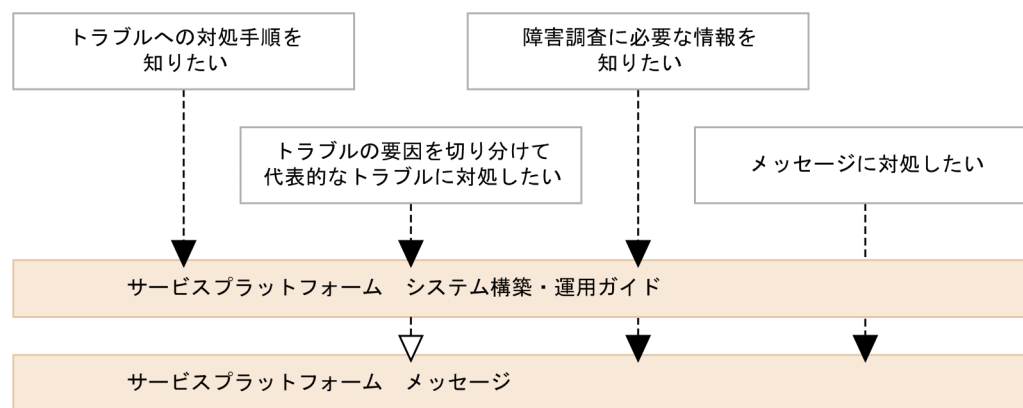 トラブルへの対処手順を
知りたい
障害調査に必要な情報を
知りたい
トラブルの要因を切り分けて
代表的なトラブルに対処したい
メッセージに対処したい
サービスプラットフォーム　システム構築・運用ガイド
サービスプラットフォーム　メッセージ